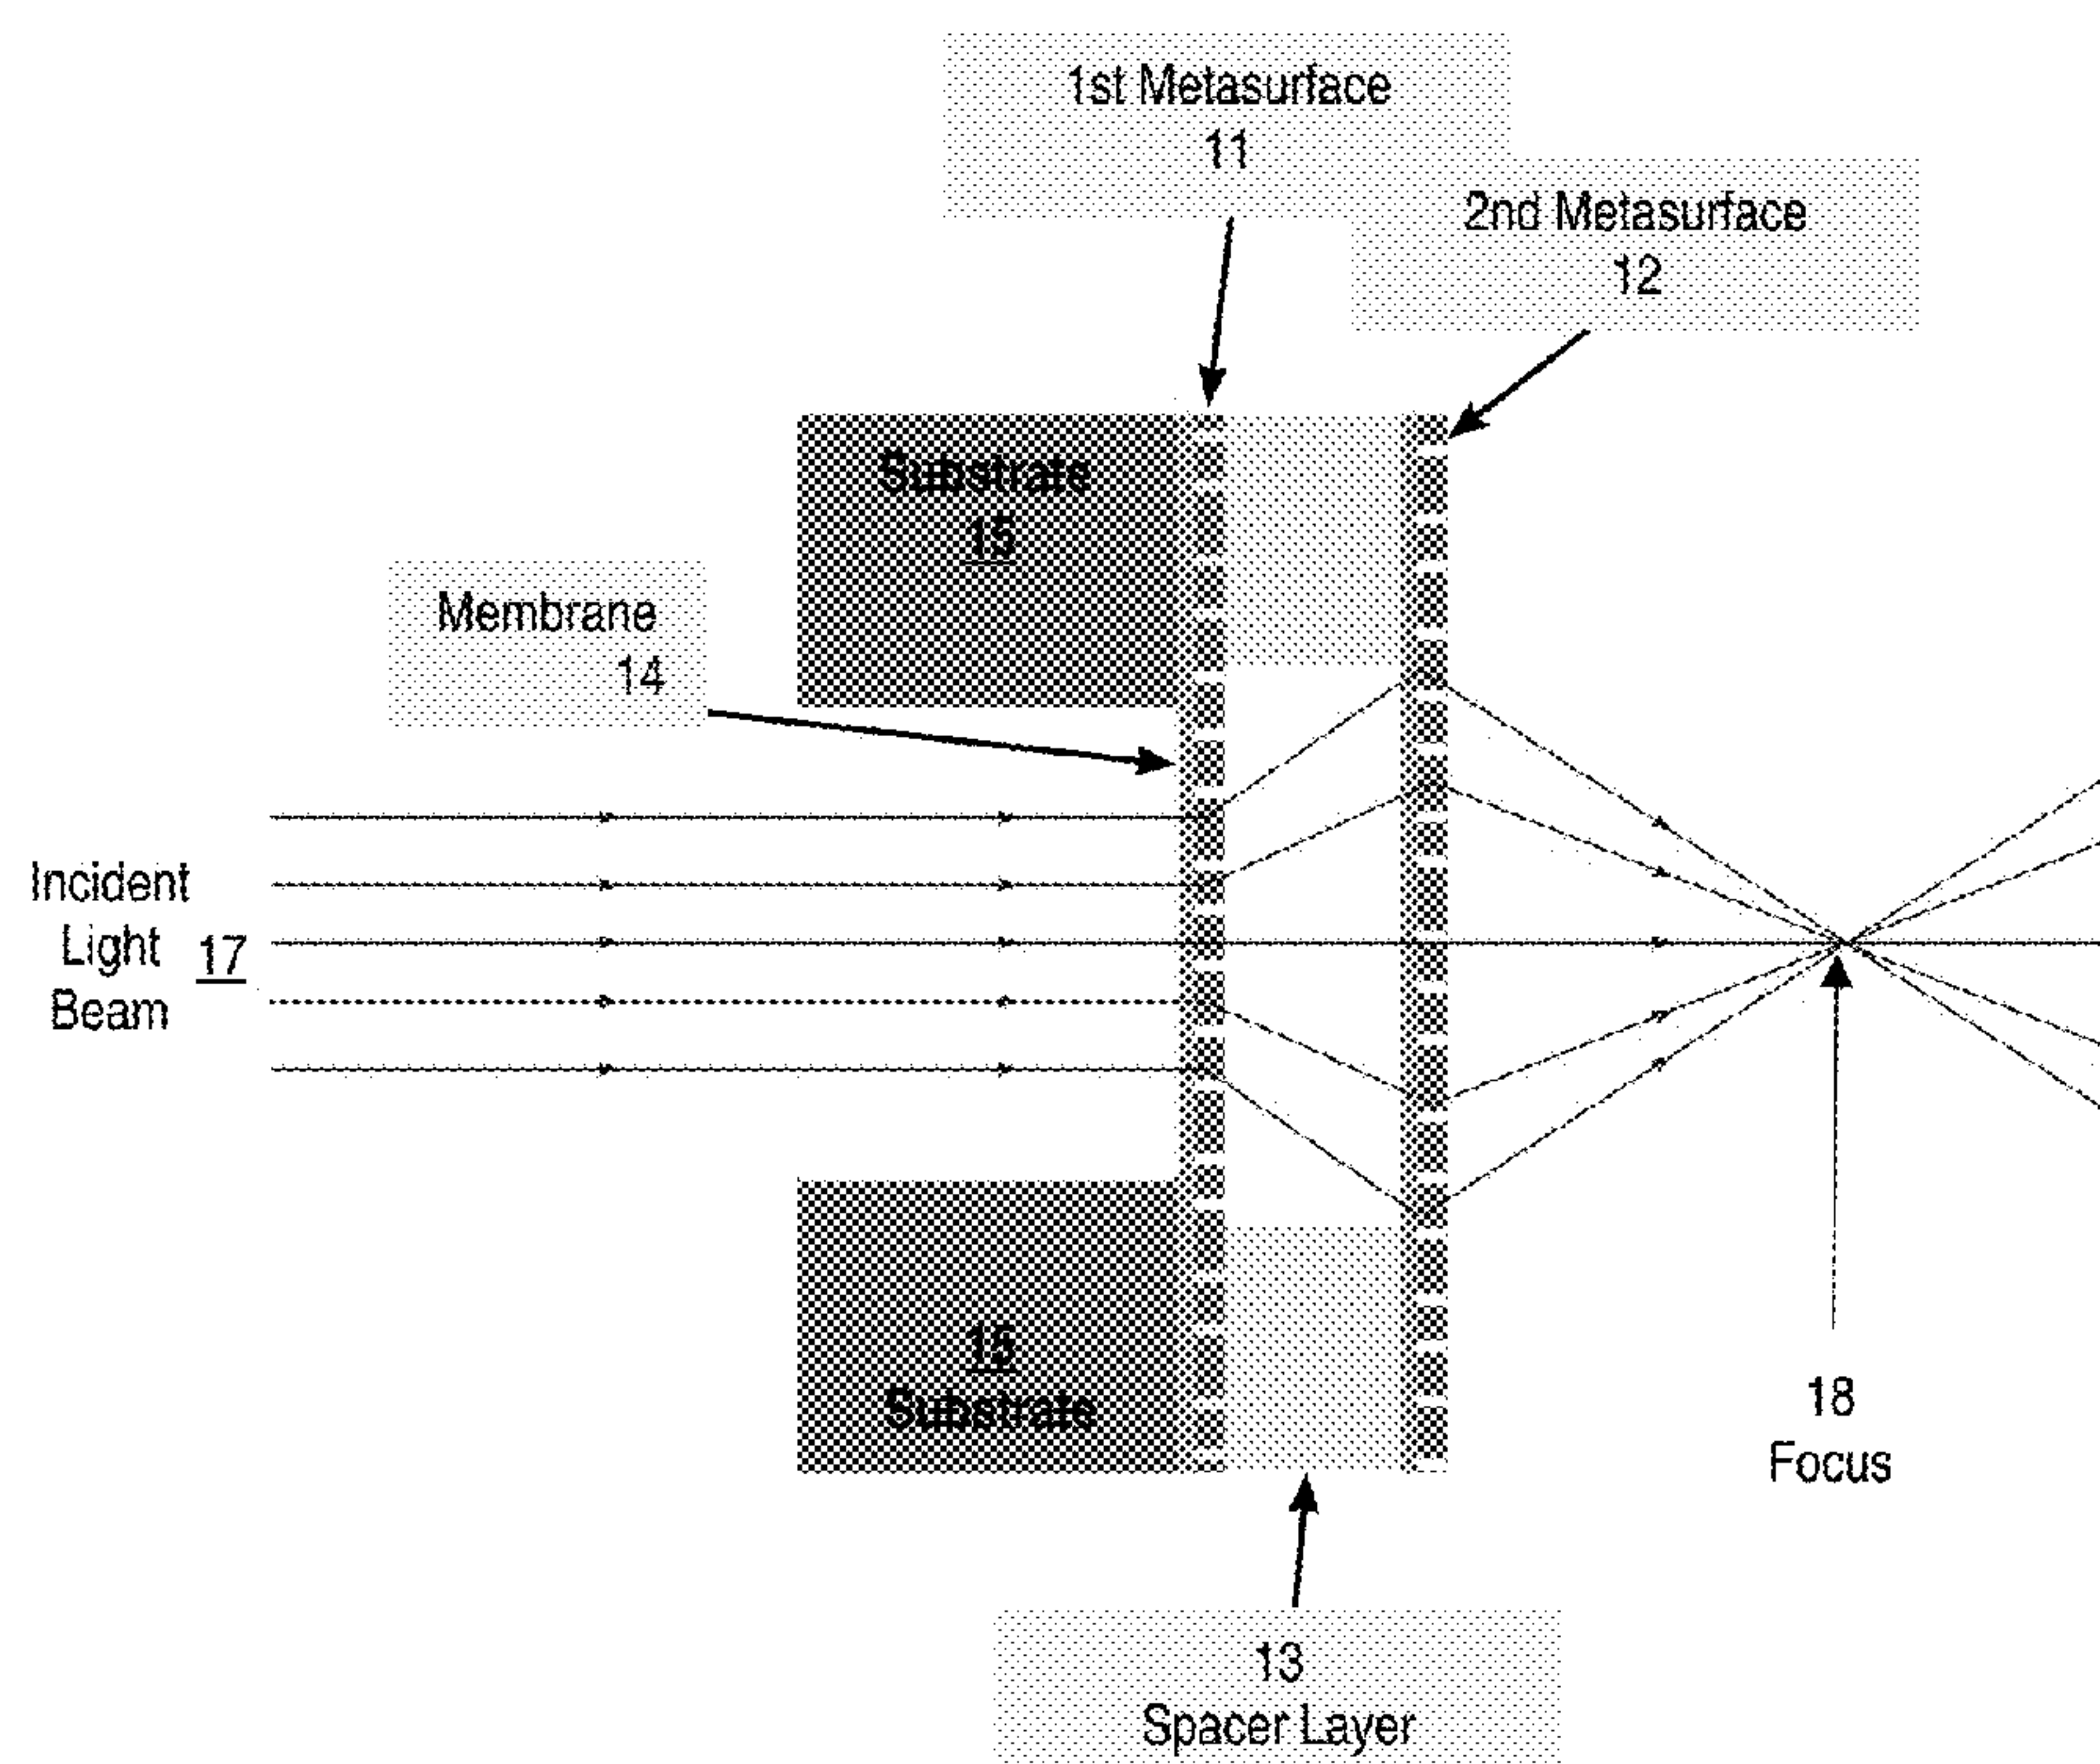 1st Metasurface
11
2nd Metasurface
12
Substrate
15
Membrane
14
Incident
Light 17
Beam
15
Substrate
18
Focus
13
Spacer Layer